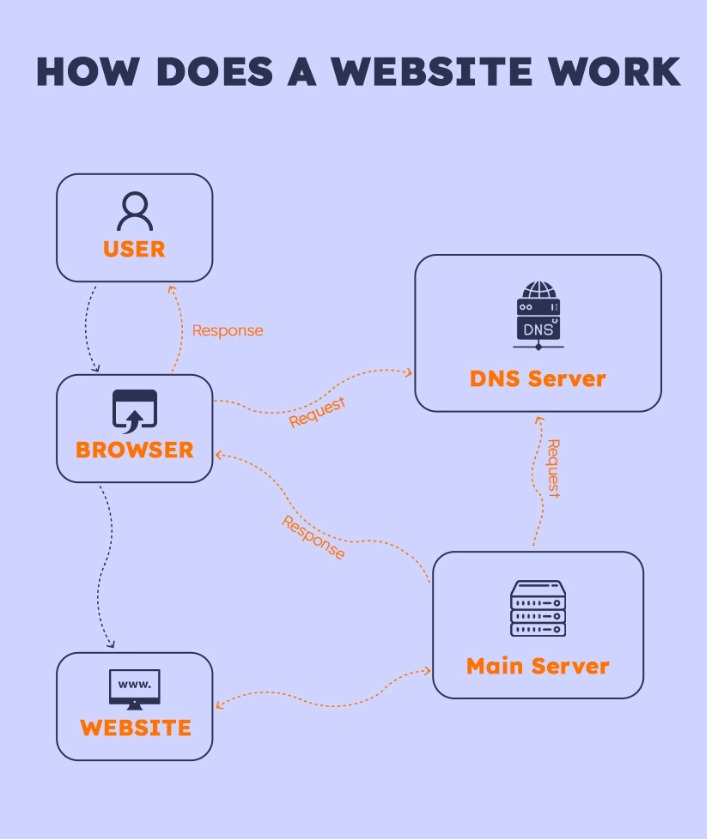 HOW DOES A WEBSITE WORK
USER
Response
DNS
DNS Server
BROWSER
Request
Request
Response
Main Server
www.
WEBSITE